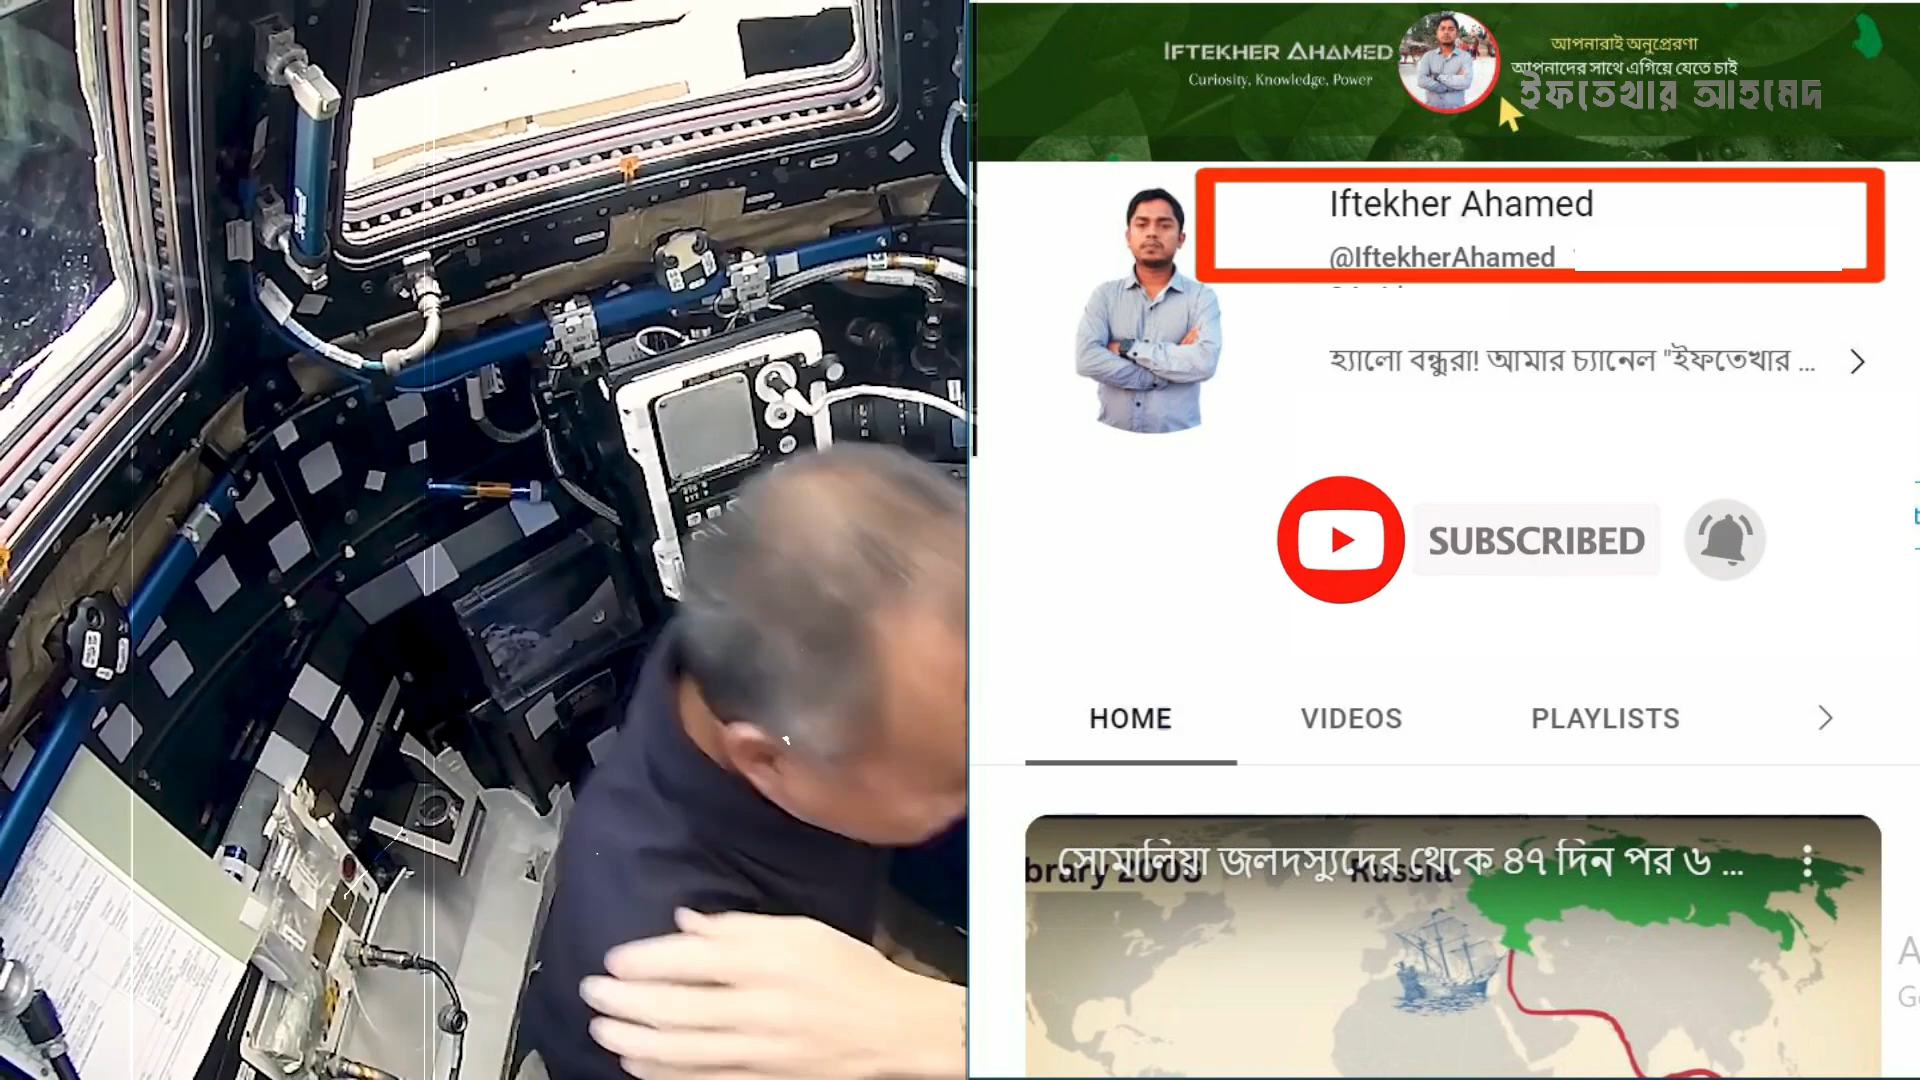 IFTEKHER AHAMED
Curiosity, Knowledge, Power
আপনারাই অনুপ্রেরণা
আপনাদের সাথে এগিয়ে যেতে চাই
ইফতেখার আহমেদ
Iftekher Ahamed
@IftekherAhamed
হ্যালো বন্ধুরা! আমার চ্যানেল "ইফতেখার ...
SUBSCRIBED
HOME VIDEOS PLAYLISTS
সোমালিয়া জলদস্যুদের থেকে ৪৭ দিন পর ৬ ...
Russia